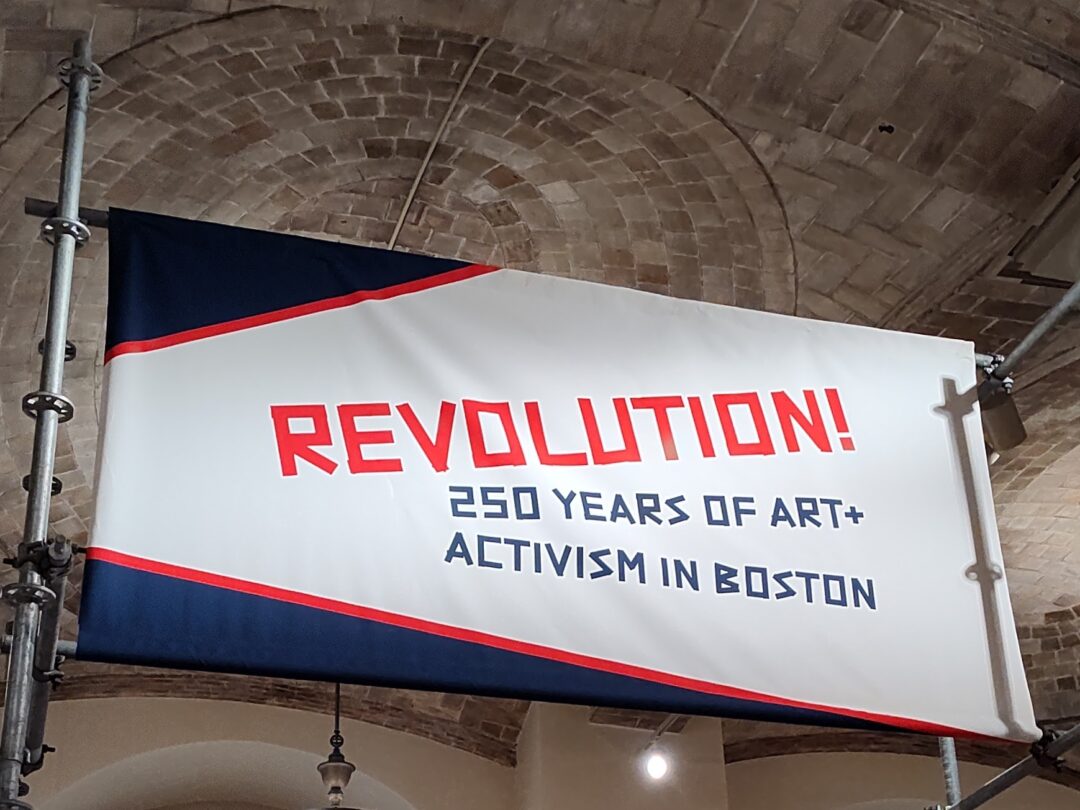 REVOLUTION!
250 YEARS OF ART+
ACTIVISM IN BOSTON